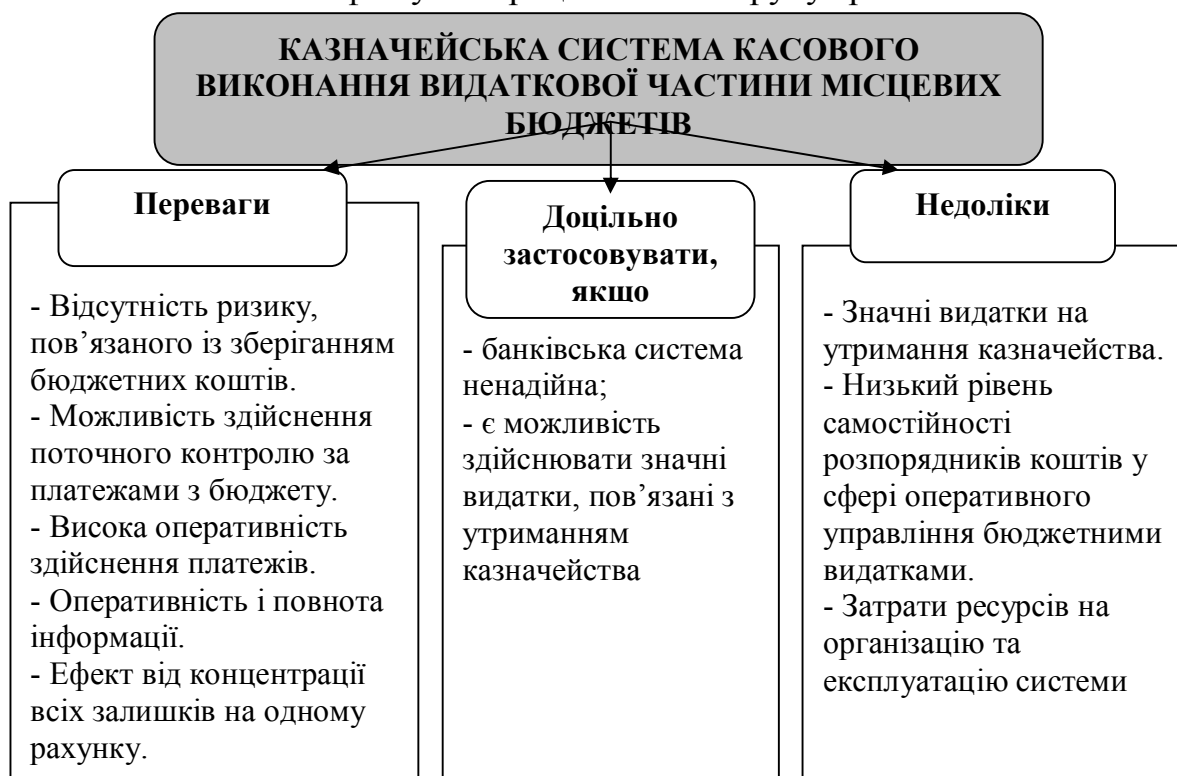 КАЗНАЧЕЙСЬКА СИСТЕМА КАСОВОГО
ВИКОНАННЯ ВИДАТКОВОЇ ЧАСТИНИ МІСЦЕВИХ
БЮДЖЕТІВ
Переваги
- Відсутність ризику,
пов’язаного із зберіганням
бюджетних коштів.
- Можливість здійснення
поточного контролю за
платежами з бюджету.
- Висока оперативність
здійснення платежів.
- Оперативність і повнота
інформації.
- Ефект від концентрації
всіх залишків на одному
рахунку.
Доцільно
застосовувати,
якщо
- банківська система
ненадійна;
- є можливість
здійснювати значні
видатки, пов’язані з
утриманням
казначейства
Недоліки
- Значні видатки на
утримання казначейства.
- Низький рівень
самостійності
розпорядників коштів у
сфері оперативного
управління бюджетними
видатками.
- Затрати ресурсів на
організацію та
експлуатацію системи